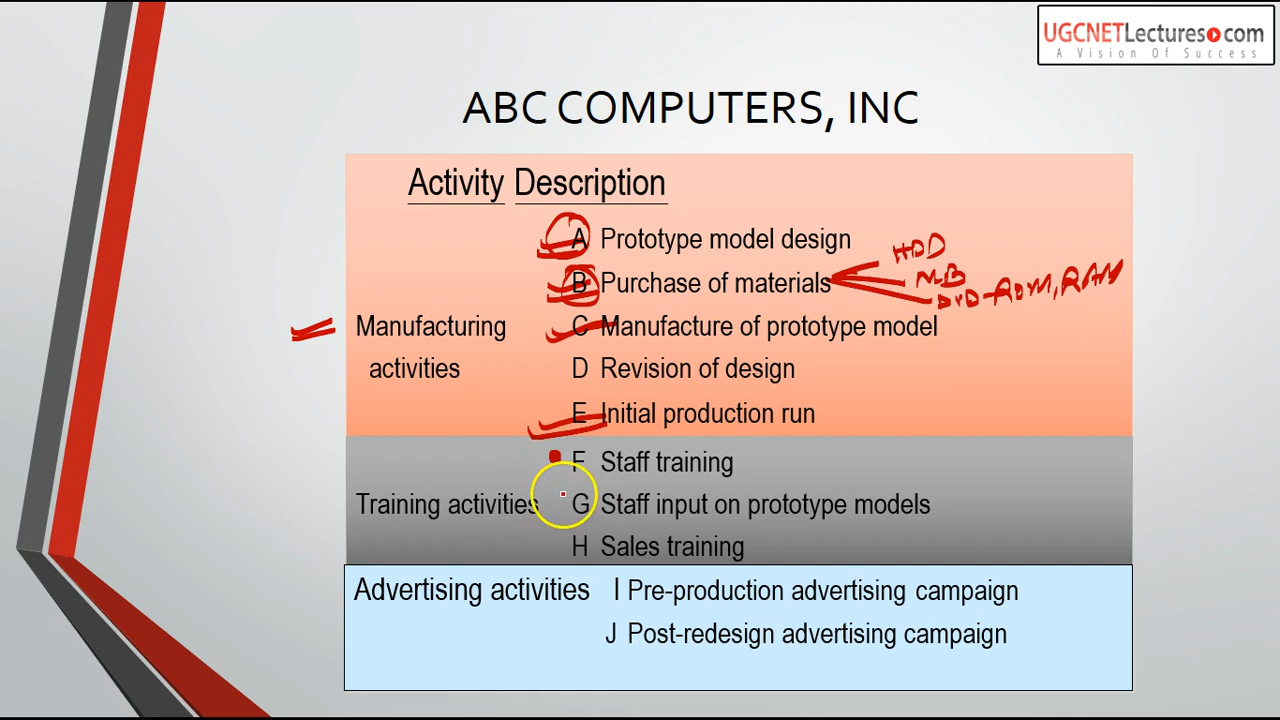 UGCNETLectures.com
A Vision Of Success
ABC COMPUTERS, INC
Activity Description
A Prototype model design
HDD
B Purchase of materials
MB
DVD-ROM, RAM
Manufacturing C Manufacture of prototype model
activities D Revision of design
E Initial production run
F Staff training
Training activities G Staff input on prototype models
H Sales training
Advertising activities I Pre-production advertising campaign
J Post-redesign advertising campaign